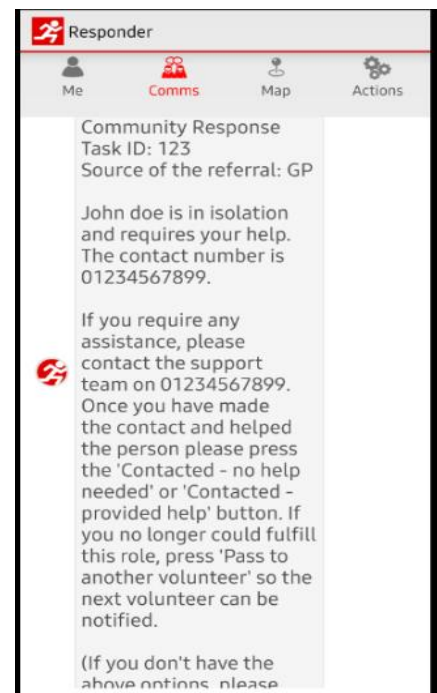 Responder
Me Comms Map Actions
Community Response
Task ID: 123
Source of the referral: GP
John doe is in isolation
and requires your help.
The contact number is
01234567899.
If you require any
assistance, please
contact the support
team on 01234567899.
Once you have made
the contact and helped
the person please press
the 'Contacted - no help
needed' or 'Contacted -
provided help' button. If
you no longer could fulfill
this role, press 'Pass to
another volunteer' so the
next volunteer can be
notified.
(If you don't have the
above options, please